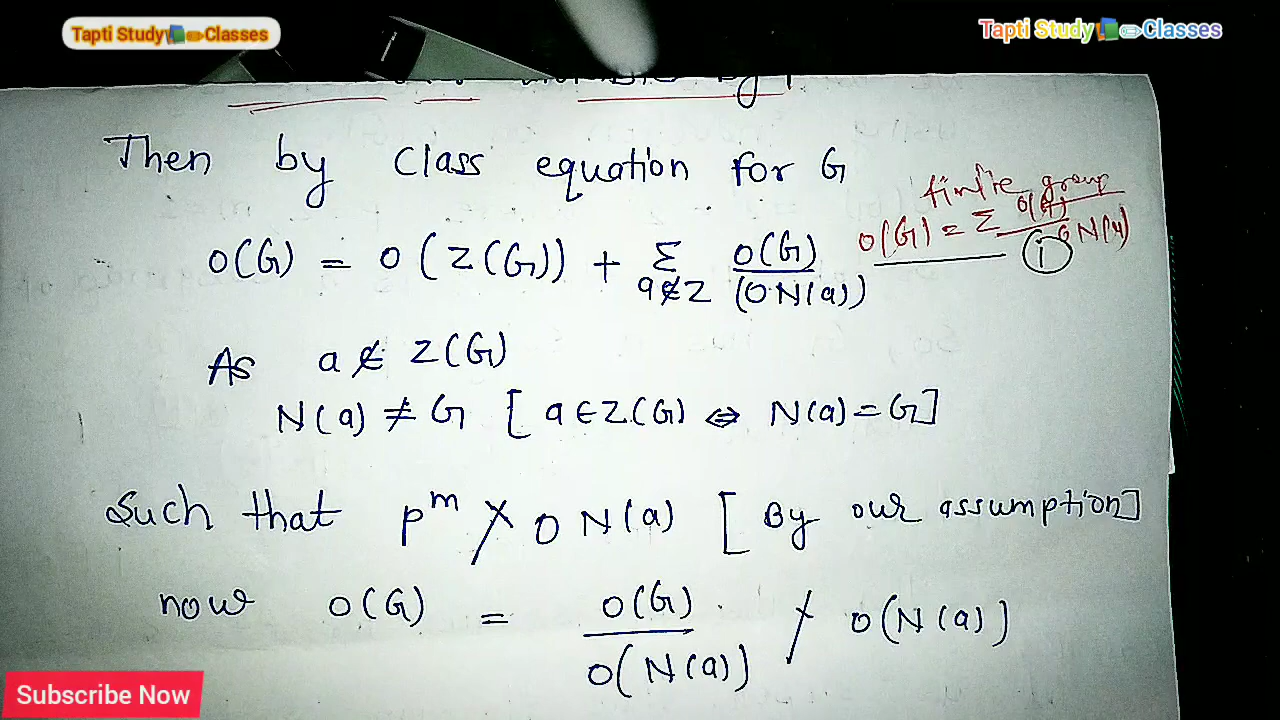 Tapti Study Classes
Tapti Study Classes
Then by Class equation for G
finite group
O(G) = O(Z(G)) + Σ a∉Z O(G) / (O N(a))
O(G) = Σ O(G) / O N(a)
①
As a ∉ Z(G)
N(a) ≠ G [a ∈ Z(G) ⇔ N(a) = G]
Such that p^m ∤ O N(a) [By our assumption]
now O(G) = O(G) / O(N(a)) ∤ O(N(a))
Subscribe Now